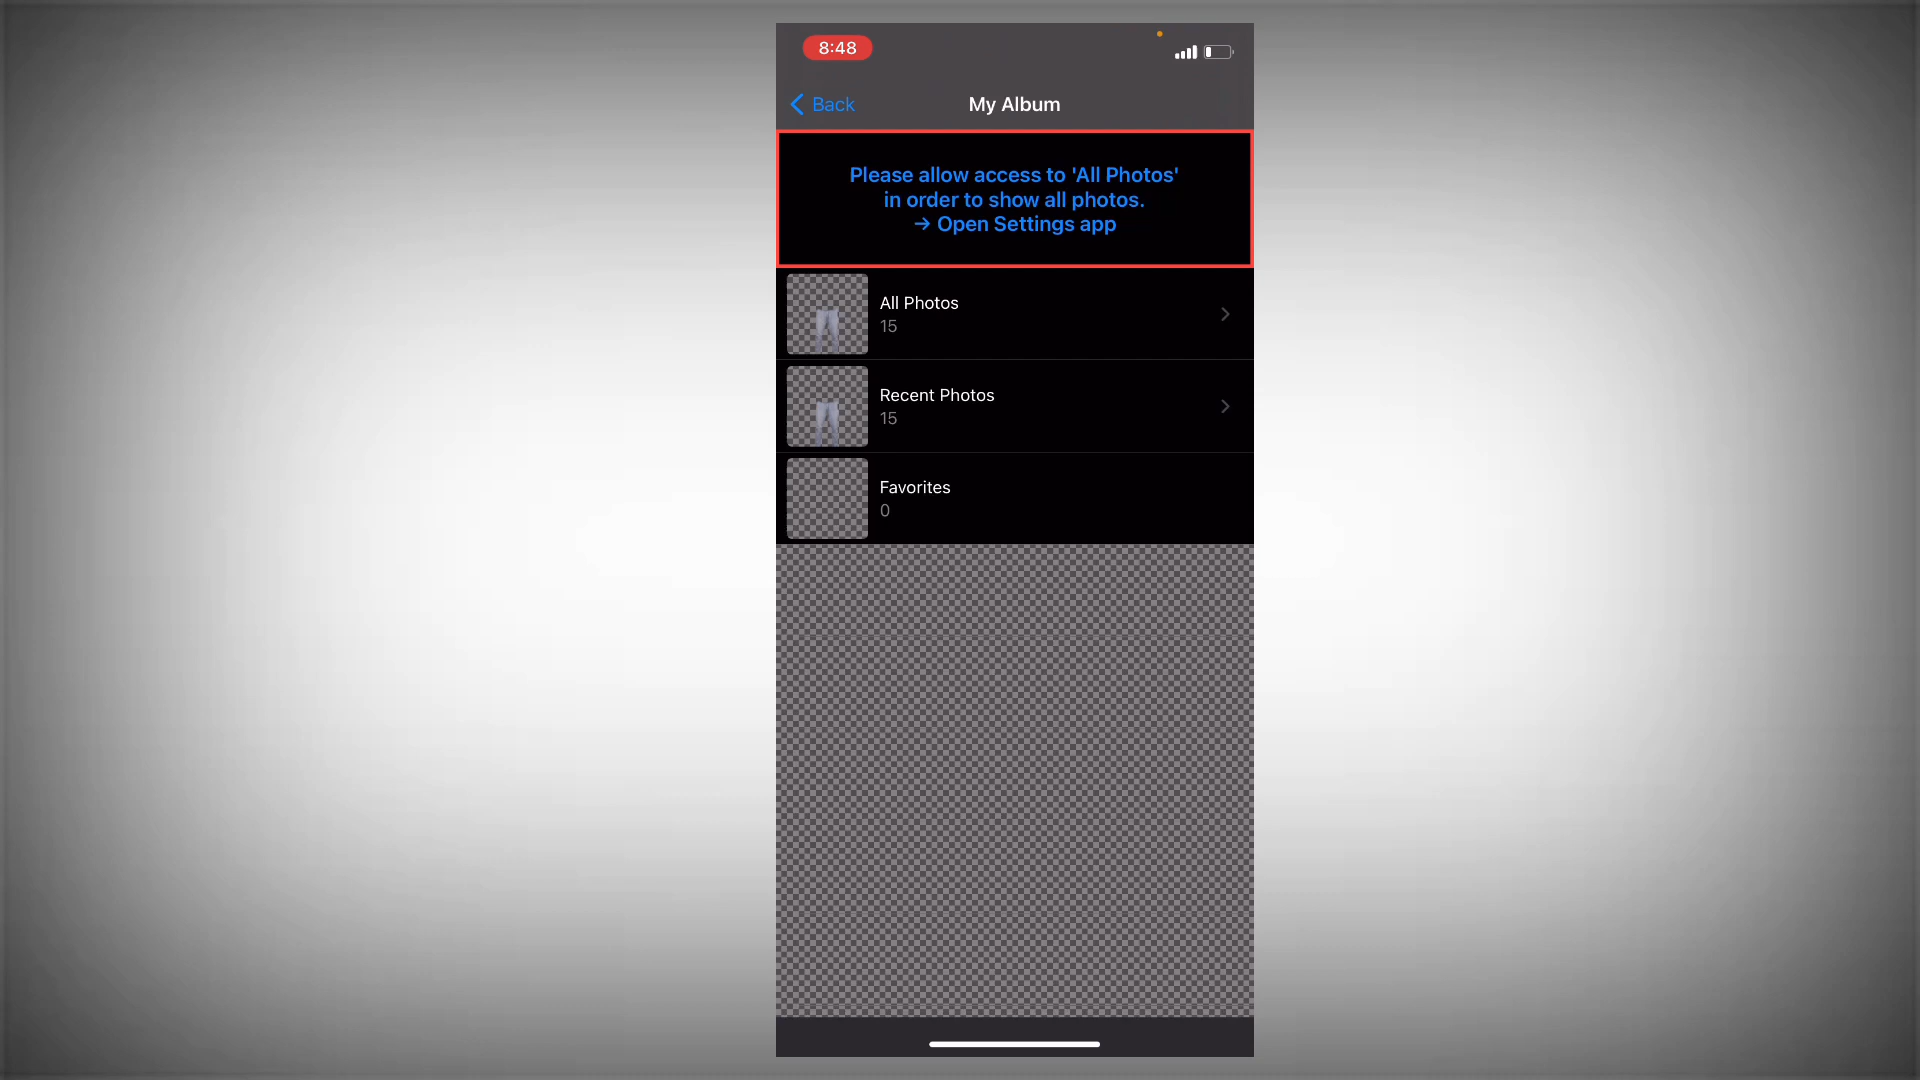 8:48
Back
My Album
Please allow access to 'All Photos'
in order to show all photos.
→ Open Settings app
All Photos
15
Recent Photos
15
Favorites
0